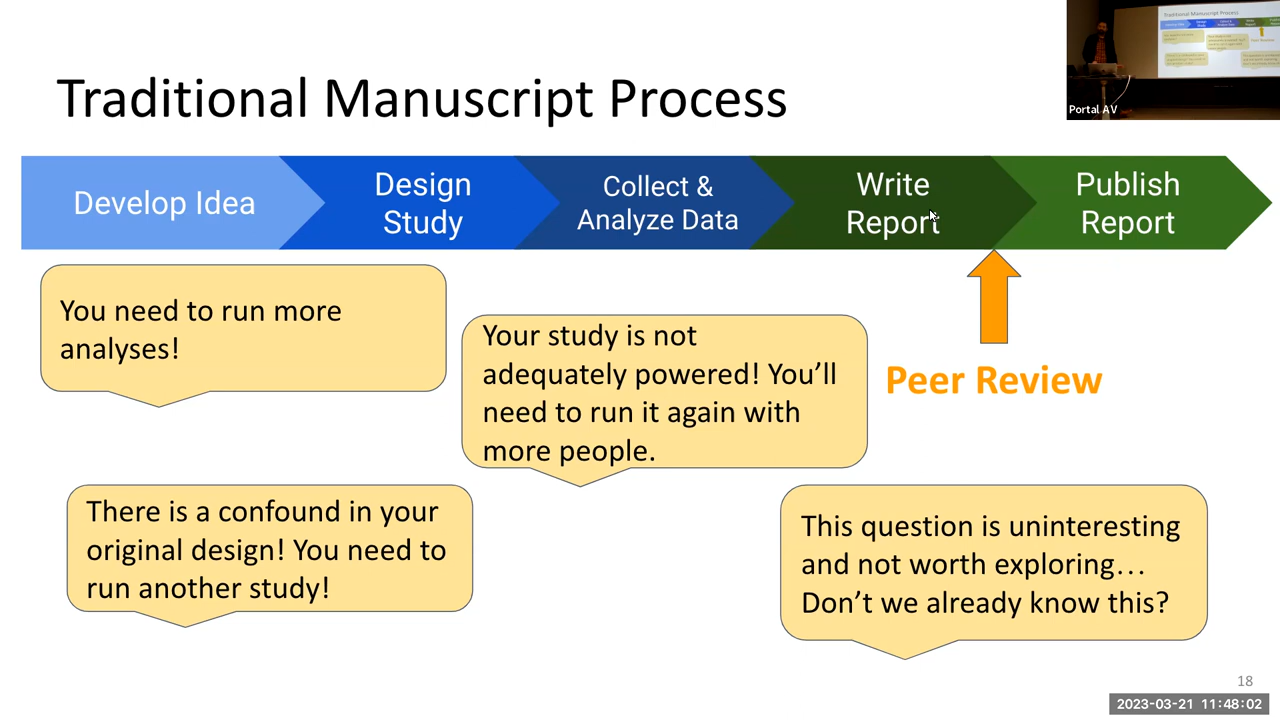 Traditional Manuscript Process
Portal AV
Develop Idea
Design
Study
Collect &
Analyze Data
Write
Report
Publish
Report
You need to run more
analyses!
Your study is not
adequately powered! You’ll
need to run it again with
more people.
Peer Review
There is a confound in your
original design! You need to
run another study!
This question is uninteresting
and not worth exploring…
Don’t we already know this?
18
2023-03-21 11:48:02